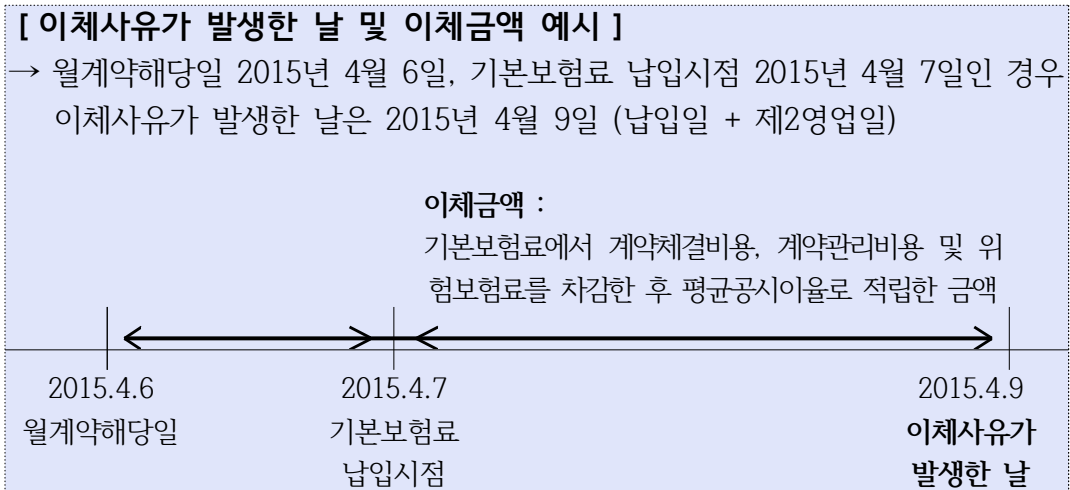 [ 이체사유가 발생한 날 및 이체금액 예시 ]
→ 월계약해당일 2015년 4월 6일, 기본보험료 납입시점 2015년 4월 7일인 경우
이체사유가 발생한 날은 2015년 4월 9일 (납입일 + 제2영업일)
이체금액 :
기본보험료에서 계약체결비용, 계약관리비용 및 위
험보험료를 차감한 후 평균공시이율로 적립한 금액
2015.4.6 2015.4.7 2015.4.9
월계약해당일 기본보험료 이체사유가
납입시점 발생한 날